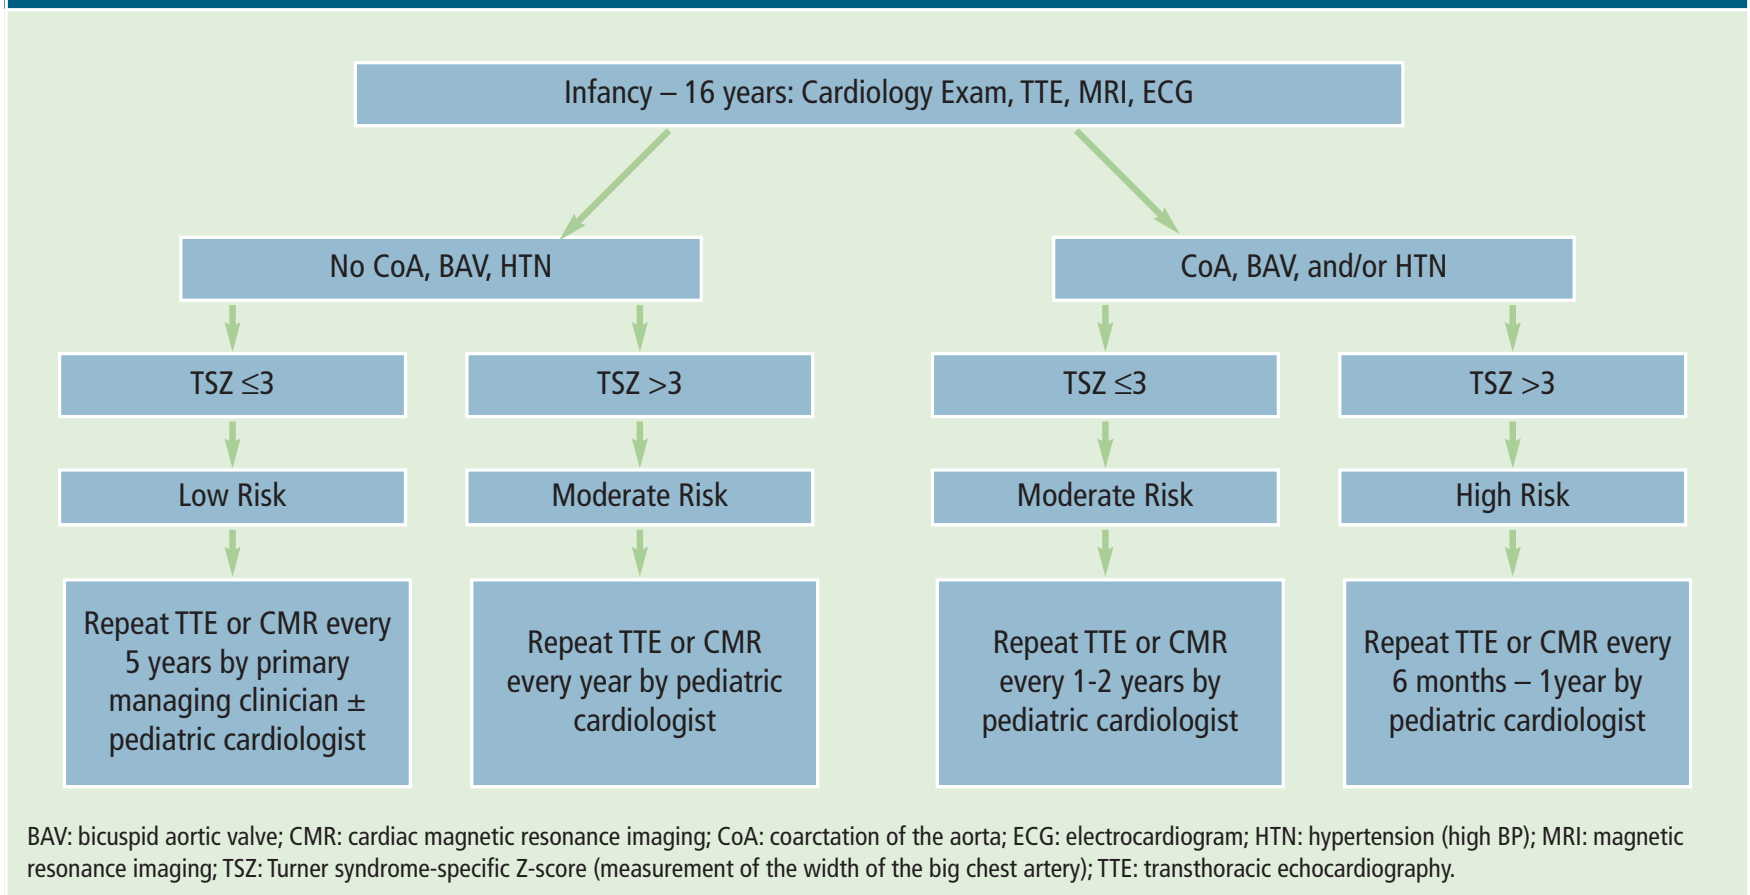 Infancy – 16 years: Cardiology Exam, TTE, MRI, ECG
No CoA, BAV, HTN
CoA, BAV, and/or HTN
TSZ ≤3
TSZ >3
TSZ ≤3
TSZ >3
Low Risk
Moderate Risk
Moderate Risk
High Risk
Repeat TTE or CMR every
5 years by primary
managing clinician ±
pediatric cardiologist
Repeat TTE or CMR
every year by pediatric
cardiologist
Repeat TTE or CMR
every 1-2 years by
pediatric cardiologist
Repeat TTE or CMR every
6 months – 1year by
pediatric cardiologist
BAV: bicuspid aortic valve; CMR: cardiac magnetic resonance imaging; CoA: coarctation of the aorta; ECG: electrocardiogram; HTN: hypertension (high BP); MRI: magnetic
resonance imaging; TSZ: Turner syndrome-specific Z-score (measurement of the width of the big chest artery); TTE: transthoracic echocardiography.